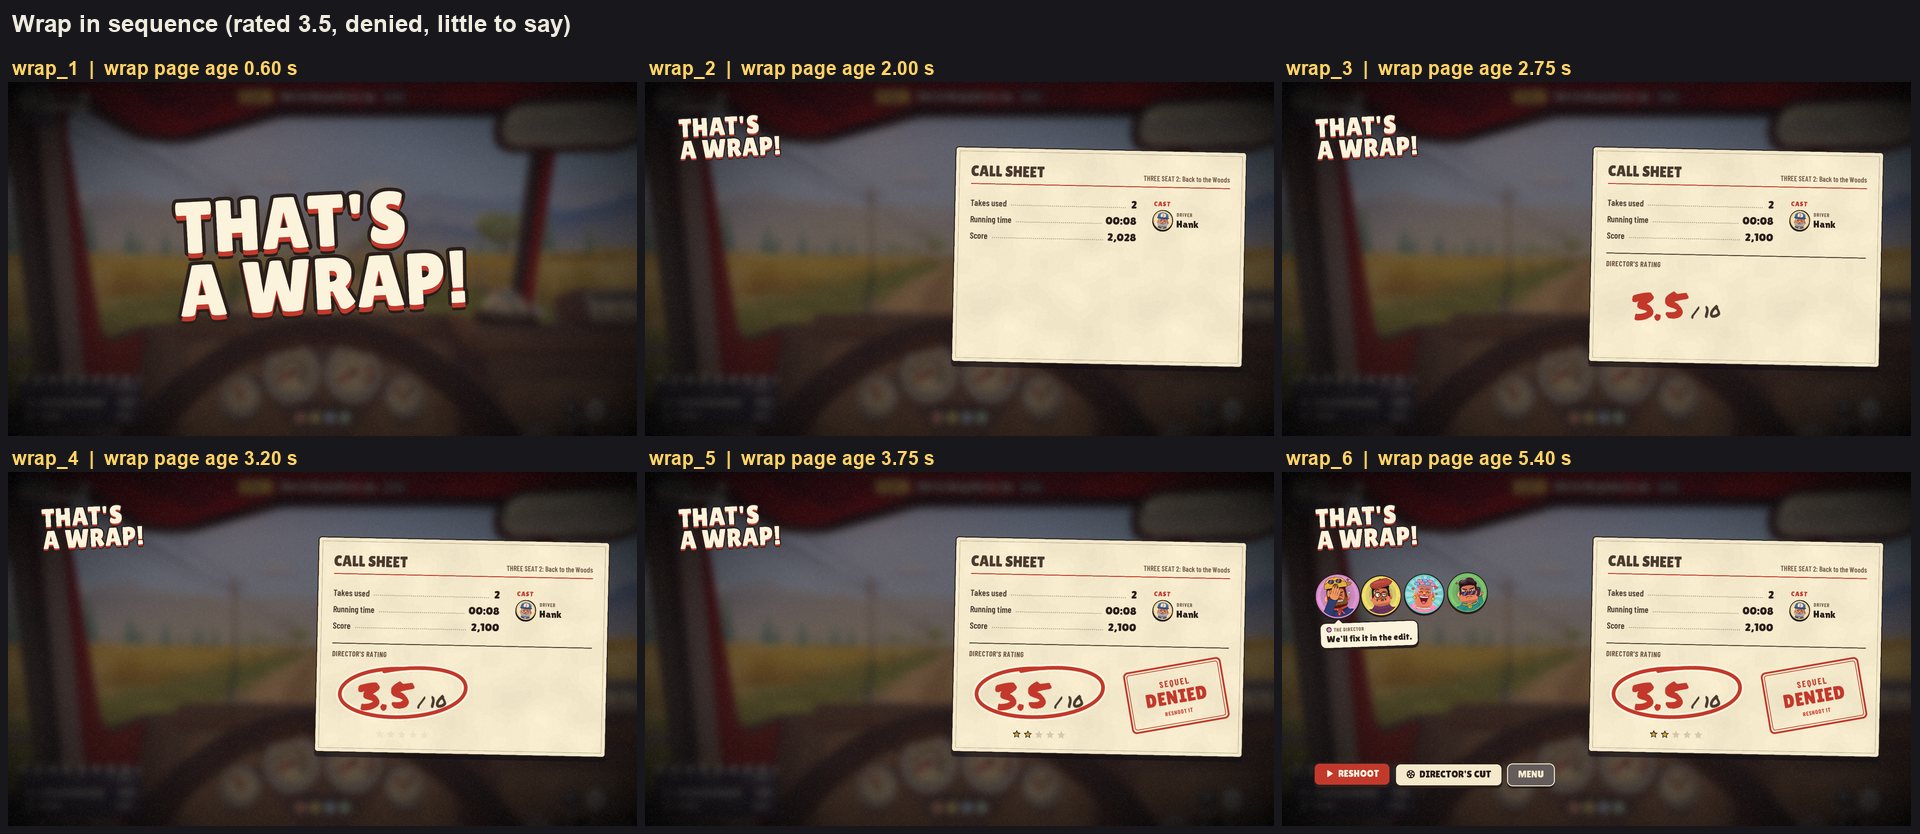 Wrap in sequence (rated 3.5, denied, little to say)
wrap_1 | wrap page age 0.60 s
THAT'S
A WRAP!
wrap_2 | wrap page age 2.00 s
THAT'S
A WRAP!
CALL SHEET
THREE SEAT 2: Back to the Woods
Takes used 2
Running time 00:08
Score 2,028
CAST
DRIVER
Hank
wrap_3 | wrap page age 2.75 s
THAT'S
A WRAP!
CALL SHEET
THREE SEAT 2: Back to the Woods
Takes used 2
Running time 00:08
Score 2,100
CAST
DRIVER
Hank
DIRECTOR'S RATING
3.5 / 10
wrap_4 | wrap page age 3.20 s
THAT'S
A WRAP!
CALL SHEET
THREE SEAT 2: Back to the Woods
Takes used 2
Running time 00:08
Score 2,100
CAST
DRIVER
Hank
DIRECTOR'S RATING
3.5 / 10
wrap_5 | wrap page age 3.75 s
THAT'S
A WRAP!
CALL SHEET
THREE SEAT 2: Back to the Woods
Takes used 2
Running time 00:08
Score 2,100
CAST
DRIVER
Hank
DIRECTOR'S RATING
3.5 / 10
SEQUEL
DENIED
RESHOOT IT
wrap_6 | wrap page age 5.40 s
THAT'S
A WRAP!
THE DIRECTOR
We'll fix it in the edit.
CALL SHEET
THREE SEAT 2: Back to the Woods
Takes used 2
Running time 00:08
Score 2,100
CAST
DRIVER
Hank
DIRECTOR'S RATING
3.5 / 10
SEQUEL
DENIED
RESHOOT IT
RESHOOT
DIRECTOR'S CUT
MENU